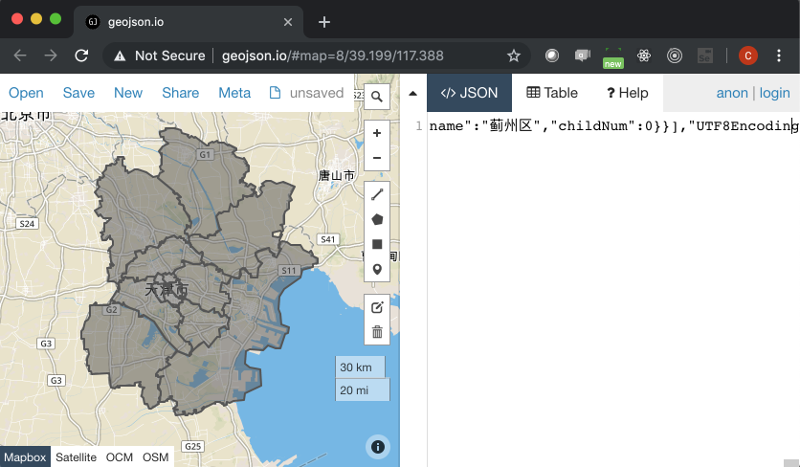 GJ geojson.io
Not Secure | geojson.io/#map=8/39.199/117.388
new
C
Open Save New Share Meta unsaved
</> JSON Table ? Help anon | login
北京市
1 name":"蓟州区","childNum":0}}],"UTF8Encoding
G1
唐山市
S24
S41
S11
天津市
G2
G3
G3
30 km
20 mi
G25
Mapbox Satellite OCM OSM